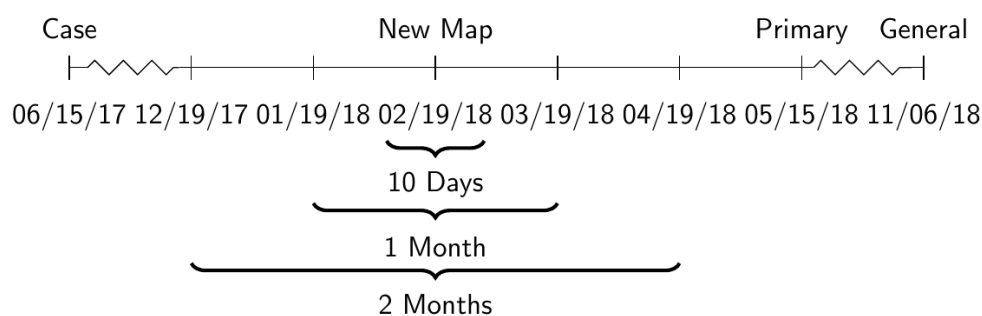 Case New Map Primary General
06/15/17 12/19/17 01/19/18 02/19/18 03/19/18 04/19/18 05/15/18 11/06/18
10 Days
1 Month
2 Months